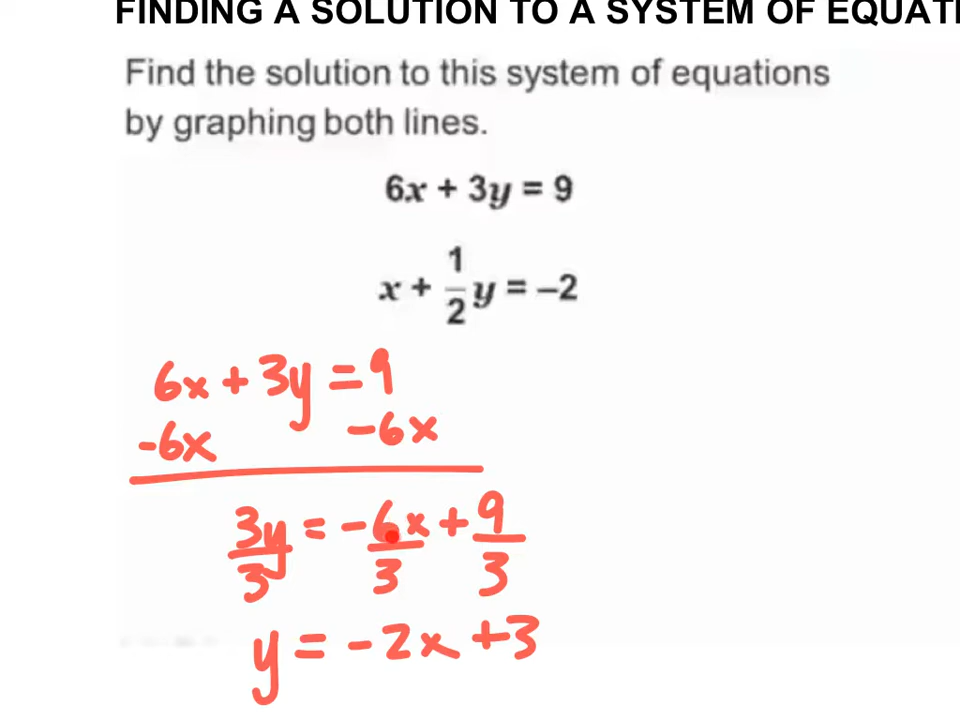 FINDING A SOLUTION TO A SYSTEM OF EQUATI
Find the solution to this system of equations
by graphing both lines.
6x + 3y = 9
x + 1/2 y = –2
6x + 3y = 9
-6x -6x
3y/3 = -6x/3 + 9/3
y = -2x + 3